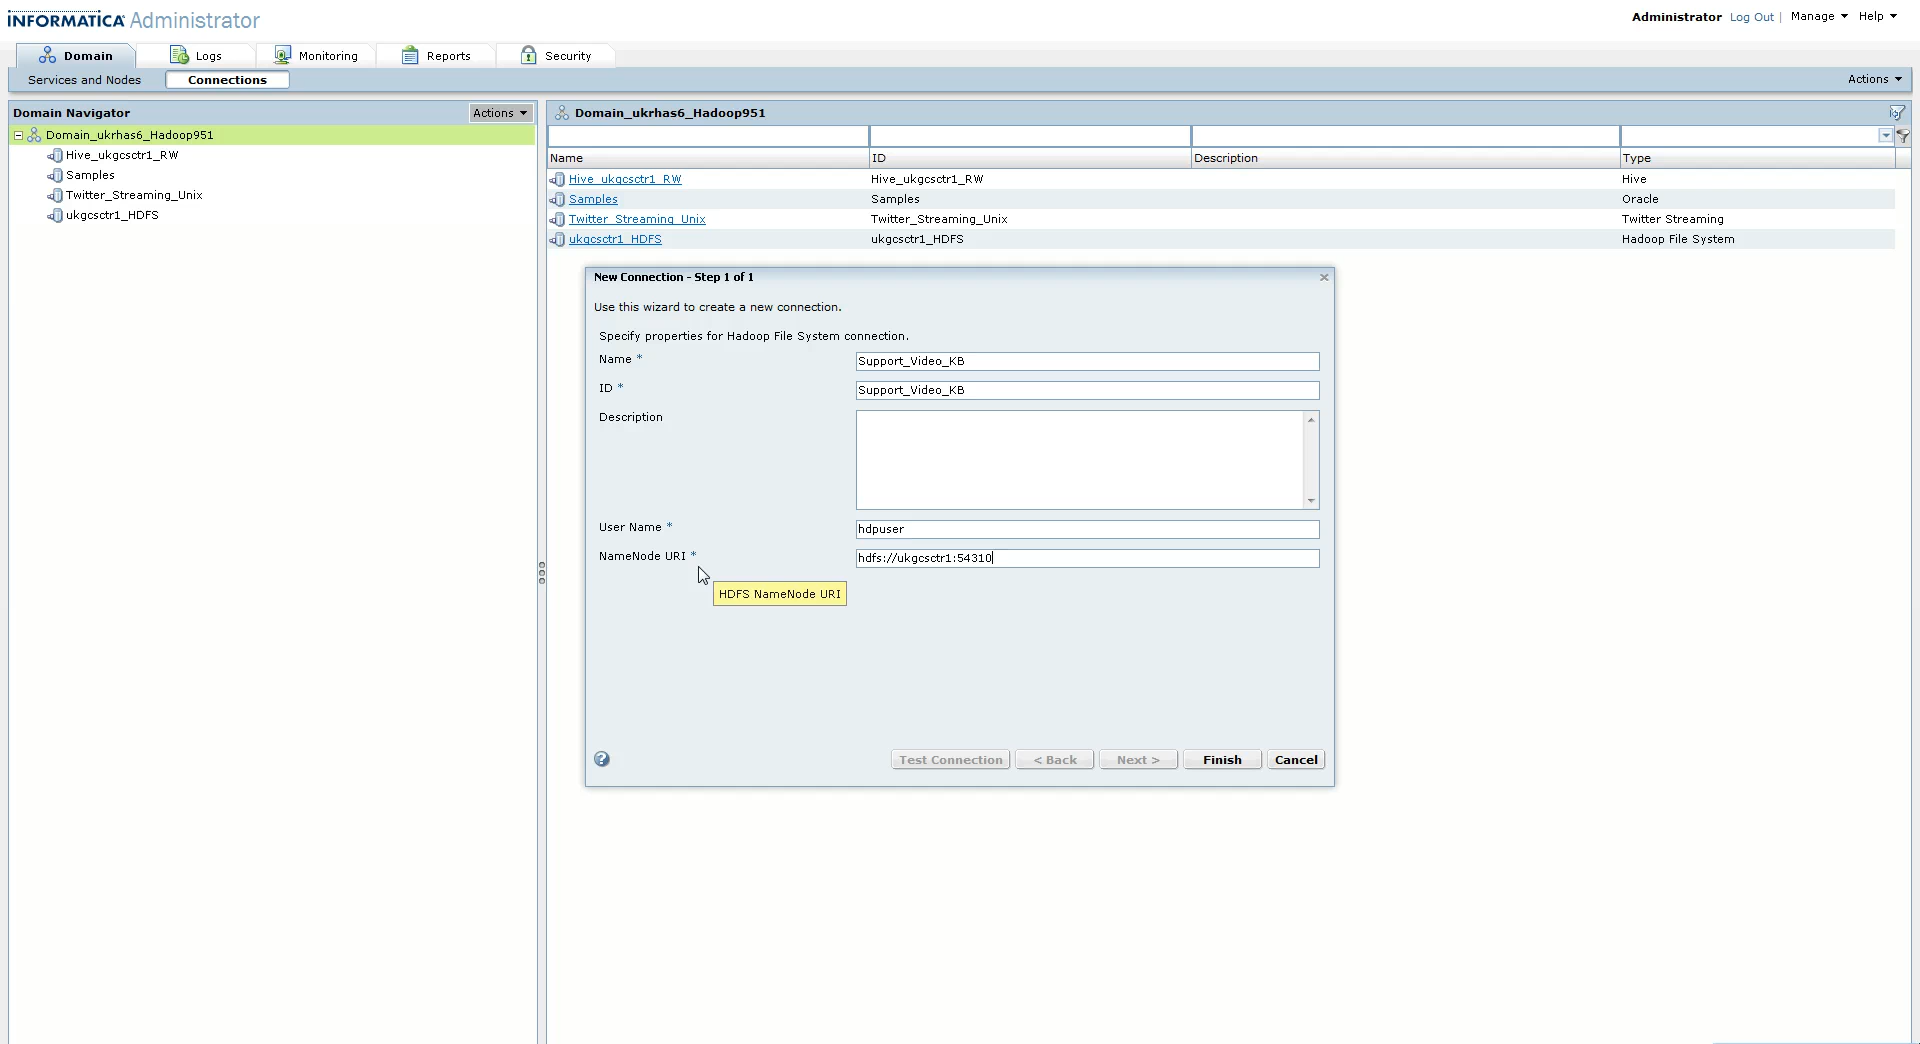 INFORMATICA Administrator
Administrator Log Out | Manage Help
Domain Logs Monitoring Reports Security
Services and Nodes Connections Actions
Domain Navigator Actions
Domain_ukrhas6_Hadoop951
Hive_ukgcsctr1_RW
Samples
Twitter_Streaming_Unix
ukgcsctr1_HDFS
Domain_ukrhas6_Hadoop951
Name ID Description Type
Hive_ukgcsctr1_RW Hive_ukgcsctr1_RW Hive
Samples Samples Oracle
Twitter_Streaming_Unix Twitter_Streaming_Unix Twitter Streaming
ukgcsctr1_HDFS ukgcsctr1_HDFS Hadoop File System
New Connection - Step 1 of 1
Use this wizard to create a new connection.
Specify properties for Hadoop File System connection.
Name * Support_Video_KB
ID * Support_Video_KB
Description
User Name * hdpuser
NameNode URI * hdfs://ukgcsctr1:54310
HDFS NameNode URI
? Test Connection < Back Next > Finish Cancel